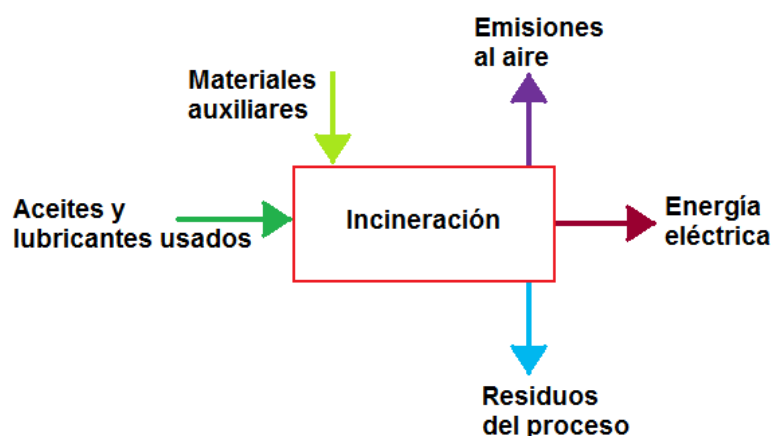 Emisiones
al aire
Materiales
auxiliares
Aceites y
lubricantes usados
Incineración
Energía
eléctrica
Residuos
del proceso